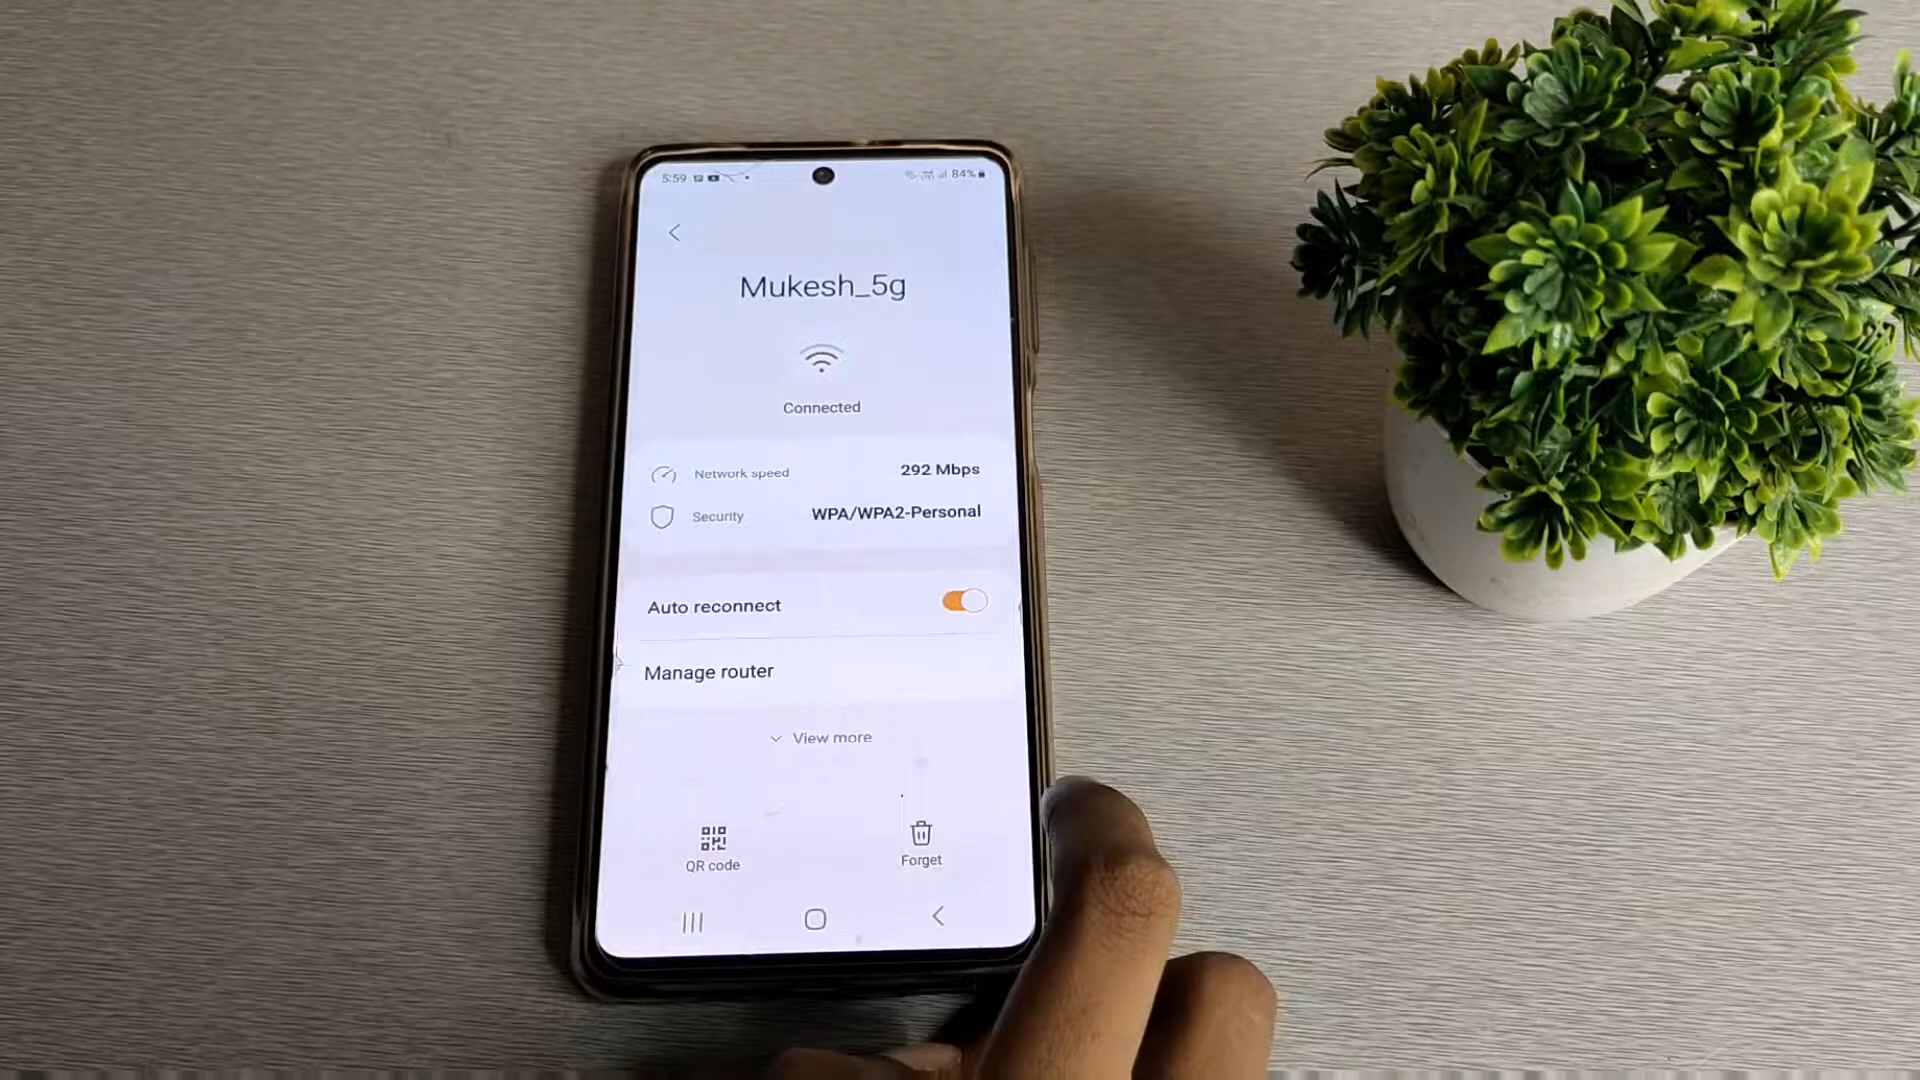 5:59 84%
Mukesh_5g
Connected
Network speed 292 Mbps
Security WPA/WPA2-Personal
Auto reconnect
Manage router
View more
QR code Forget